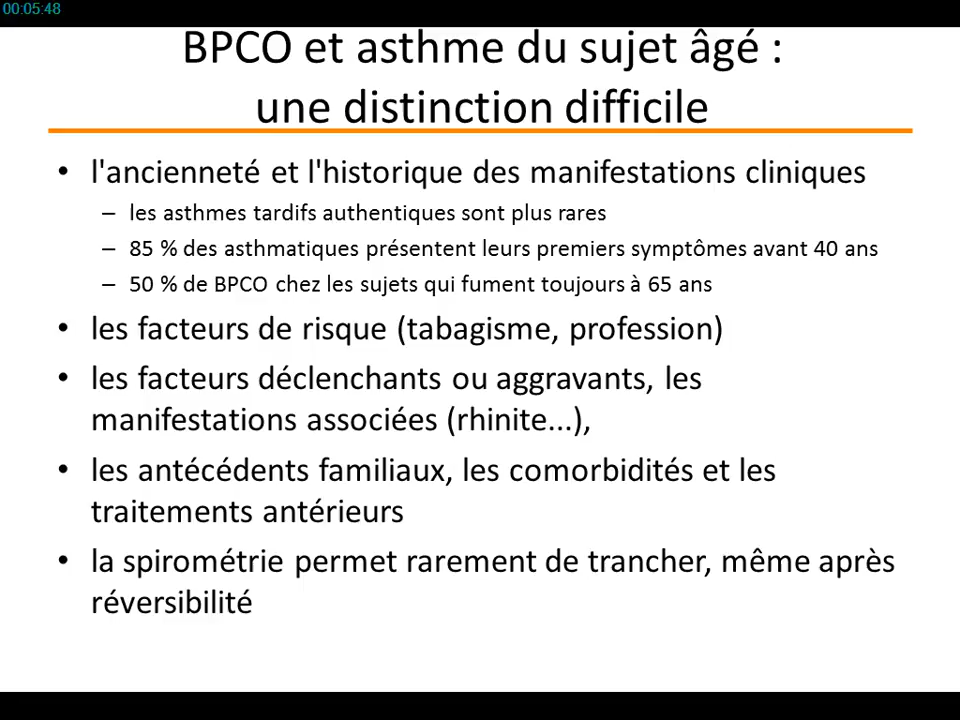 00:05:48
BPCO et asthme du sujet âgé :
une distinction difficile
• l'ancienneté et l'historique des manifestations cliniques
– les asthmes tardifs authentiques sont plus rares
– 85 % des asthmatiques présentent leurs premiers symptômes avant 40 ans
– 50 % de BPCO chez les sujets qui fument toujours à 65 ans
• les facteurs de risque (tabagisme, profession)
• les facteurs déclenchants ou aggravants, les
manifestations associées (rhinite...),
• les antécédents familiaux, les comorbidités et les
traitements antérieurs
• la spirométrie permet rarement de trancher, même après
réversibilité